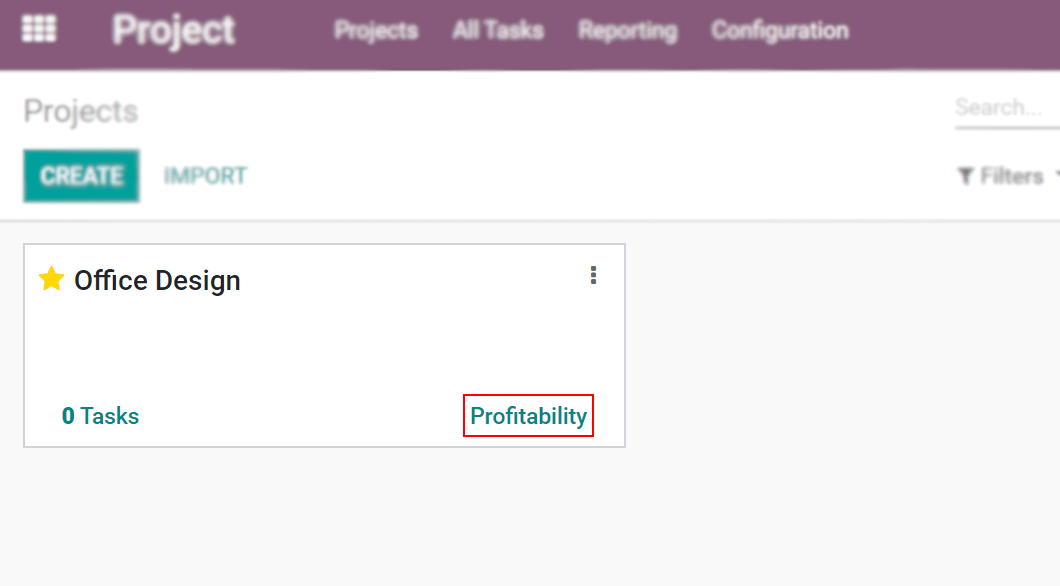 Project Projects All Tasks Reporting Configuration
Projects Search...
CREATE IMPORT Filters
Office Design
0 Tasks Profitability